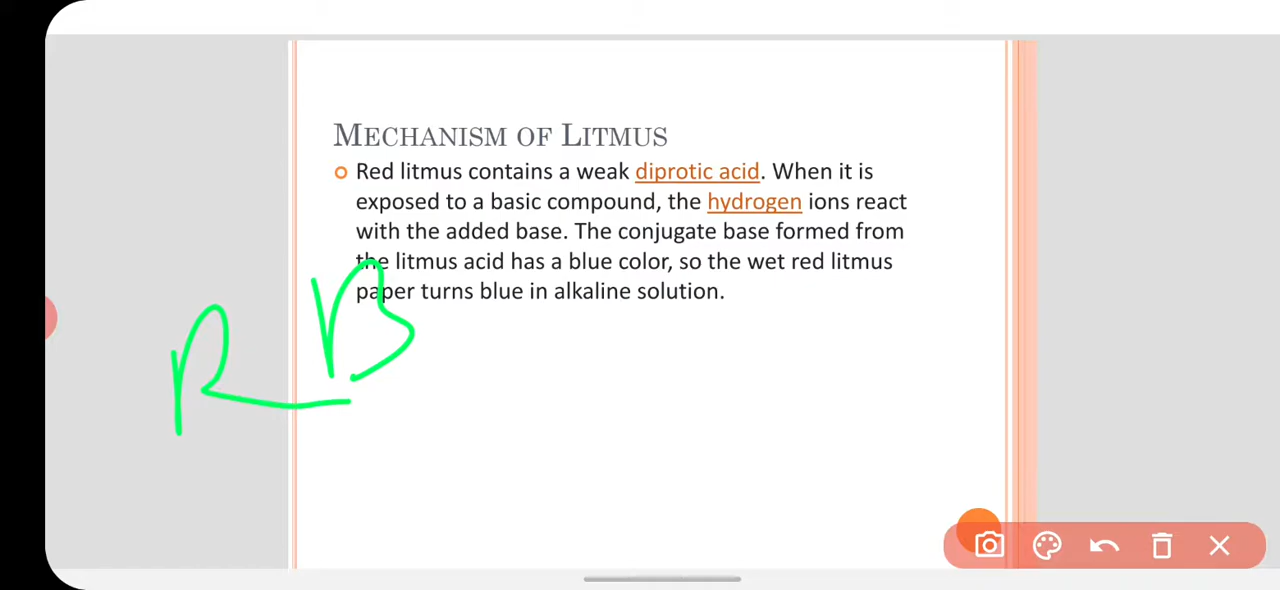 MECHANISM OF LITMUS
Red litmus contains a weak diprotic acid. When it is
exposed to a basic compound, the hydrogen ions react
with the added base. The conjugate base formed from
the litmus acid has a blue color, so the wet red litmus
paper turns blue in alkaline solution.
R B